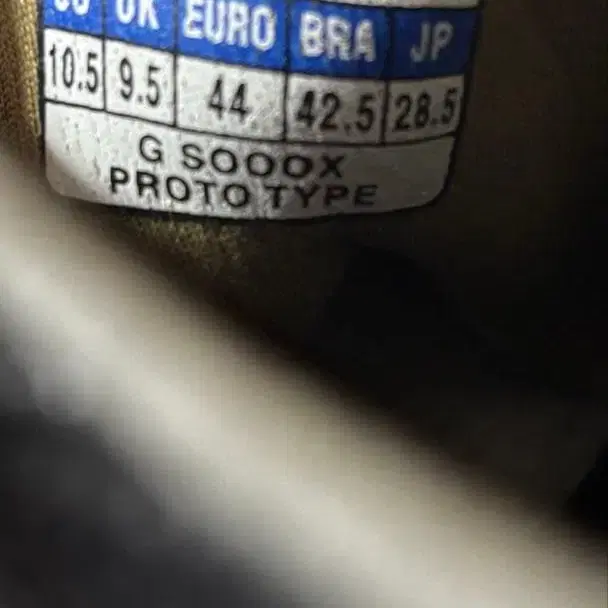 UK EURO BRA JP
10.5 9.5 44 42.5 28.5
G SOOOX
PROTO TYPE